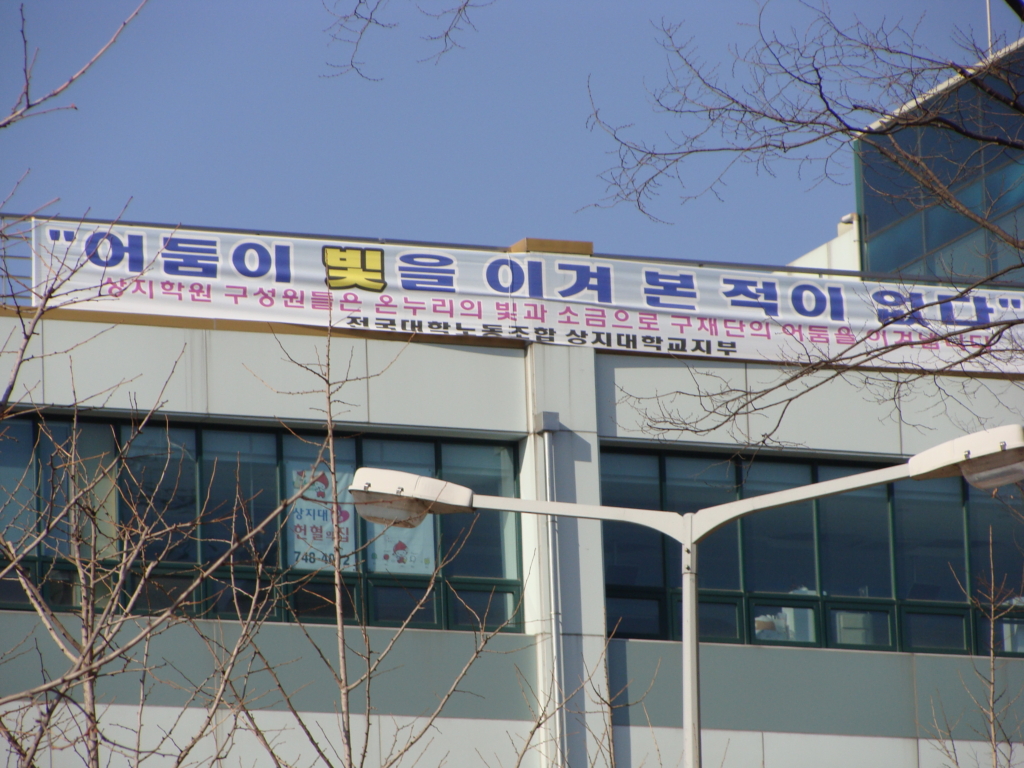 "어둠이 빛을 이겨 본 적이 없다"
상지학원 구성원들은 온누리의 빛과 소금으로 구재단의 어둠을
전국대학노동조합 상지대학교지부
상지대
헌혈의집